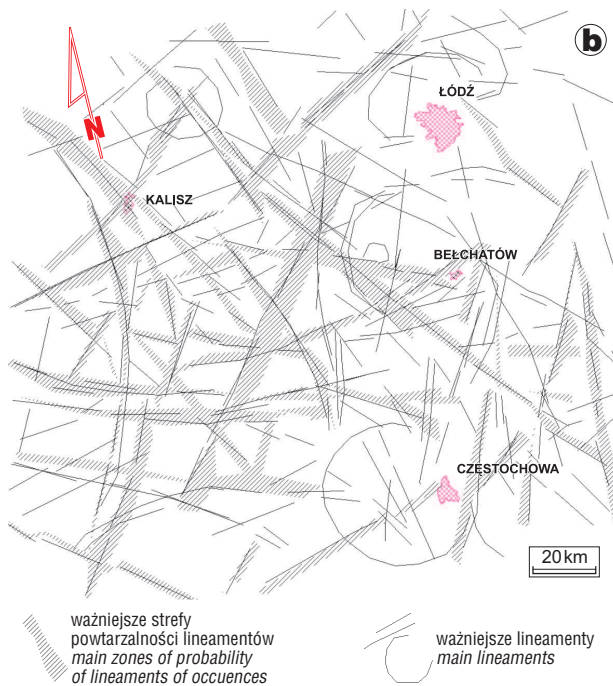 b
N
ŁÓDŹ
KALISZ
BEŁCHATÓW
CZĘSTOCHOWA
20 km
ważniejsze strefy
powtarzalności lineamentów
main zones of probability
of lineaments of occuences
ważniejsze lineamenty
main lineaments